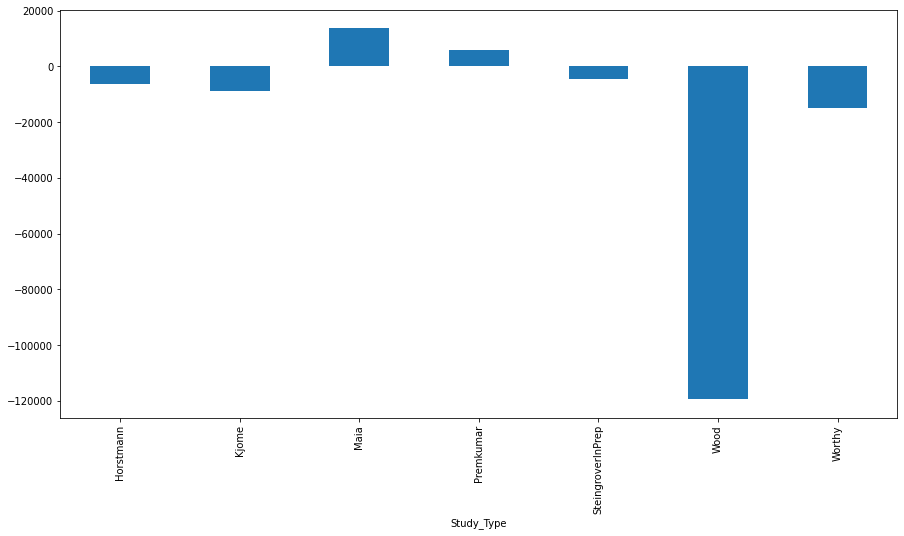 20000
0
−20000
−40000
−60000
−80000
−100000
−120000
Horstmann
Kjome
Maia
Premkumar
SteingroverInPrep
Wood
Worthy
Study_Type